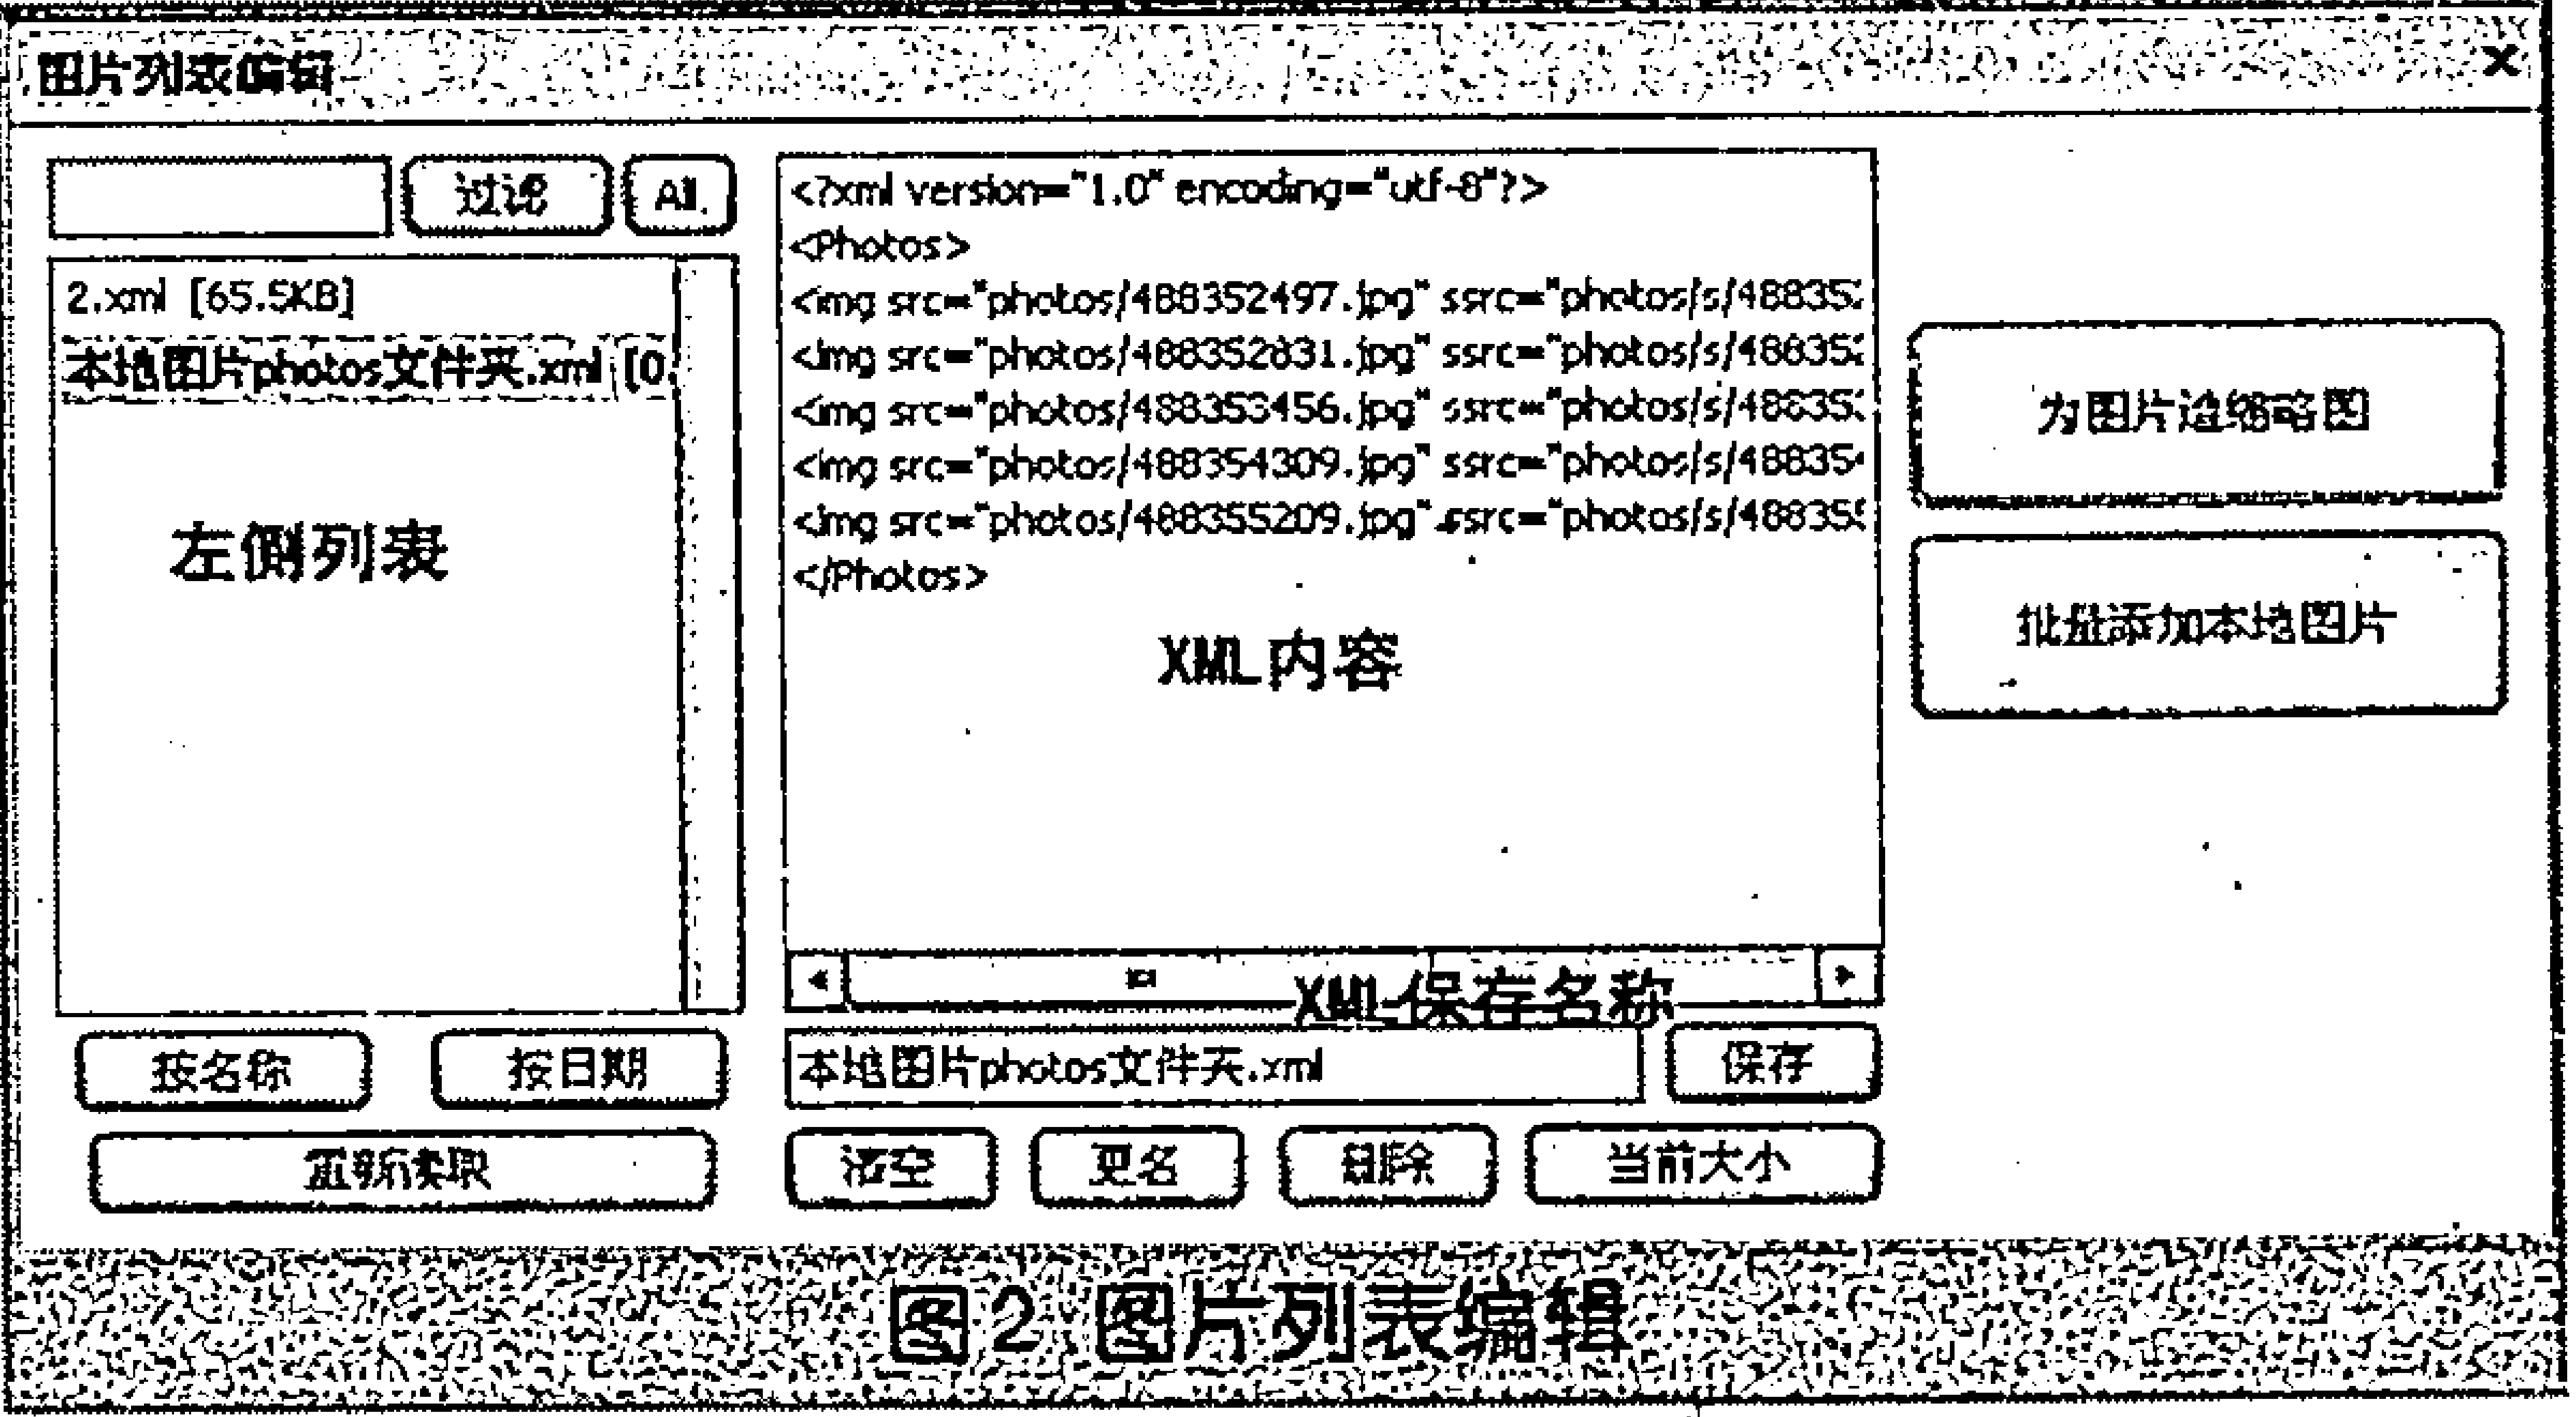 图片列表编辑
过滤 All
2.xml [65.5KB]
本地图片photos文件夹.xml [0.
左侧列表
按名称 按日期
重新读取
<?xml version="1.0" encoding="utf-8"?>
<Photos>
<img src="photos/488352497.jpg" ssrc="photos/s/48835
<img src="photos/488352831.jpg" ssrc="photos/s/48835
<img src="photos/488353456.jpg" ssrc="photos/s/48835
<img src="photos/488354309.jpg" ssrc="photos/s/48835
<img src="photos/488355209.jpg" ssrc="photos/s/48835
</Photos>
XML内容
XML保存名称
本地图片photos文件夹.xml 保存
清空 更名 删除 当前大小
为图片造缩略图
批量添加本地图片
图2 图片列表编辑